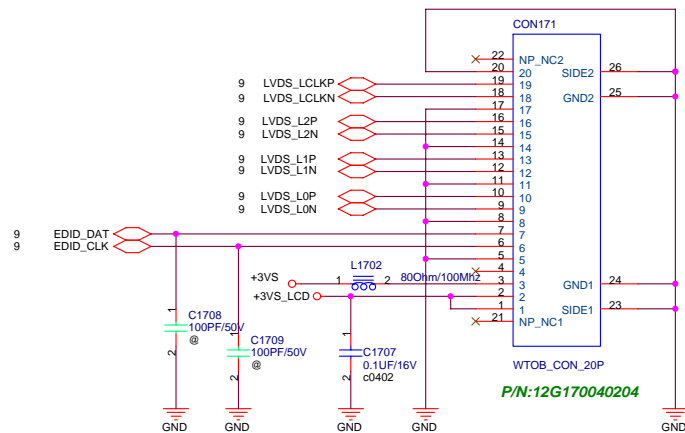 CON171
22 NP_NC2
20 20 SIDE2 26
9 LVDS_LCLKP 19 19
9 LVDS_LCLKN 18 18 GND2 25
17 17
9 LVDS_L2P 16 16
9 LVDS_L2N 15 15
14 14
9 LVDS_L1P 13 13
9 LVDS_L1N 12 12
11 11
9 LVDS_L0P 10 10
9 LVDS_L0N 9 9
8 8
9 EDID_DAT 7 7
9 EDID_CLK 6 6
5 5
L1702
4 4
+3VS 1 2 80Ohm/100Mhz 3 3 GND1 24
+3VS_LCD 2 2
1 1 SIDE1 23
21 NP_NC1
1 C1708
100PF/50V
2 @
1 C1709
100PF/50V
2 @
1 C1707
0.1UF/16V
2 c0402
WTOB_CON_20P
P/N:12G170040204
GND GND GND GND GND